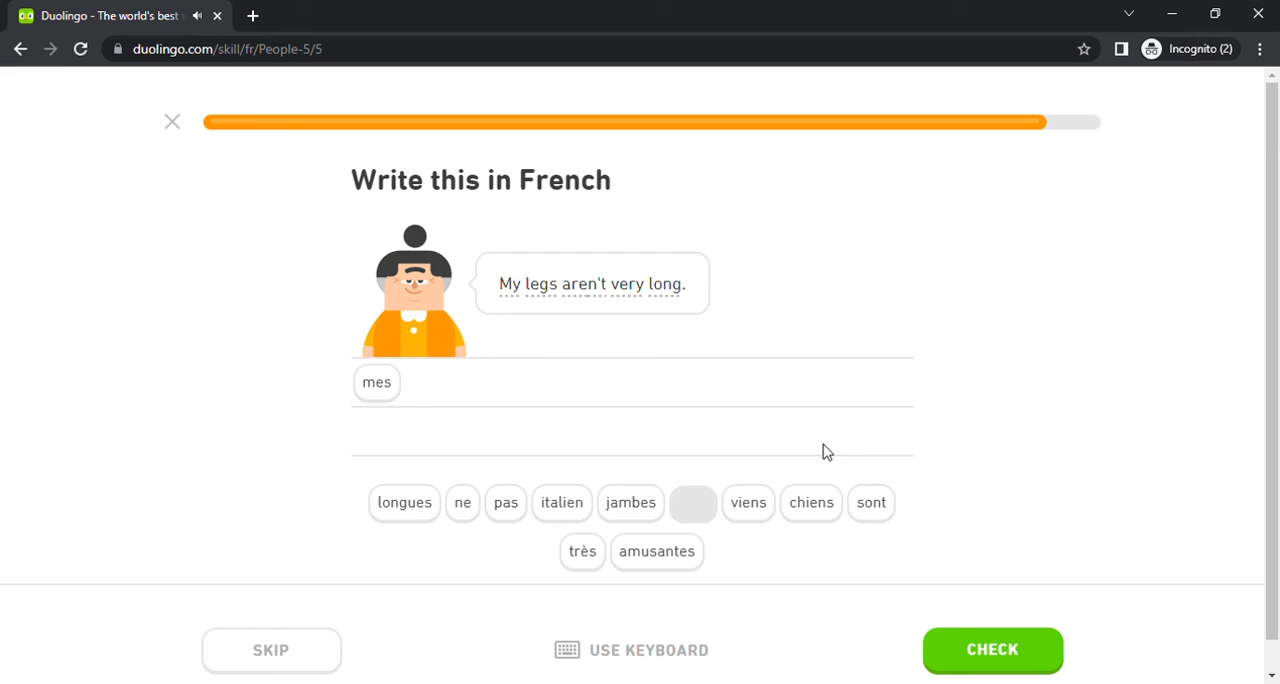 Duolingo - The world's best
duolingo.com/skill/fr/People-5/5
Incognito (2)
Write this in French
My legs aren't very long.
mes
longues ne pas italien jambes viens chiens sont
très amusantes
SKIP USE KEYBOARD CHECK